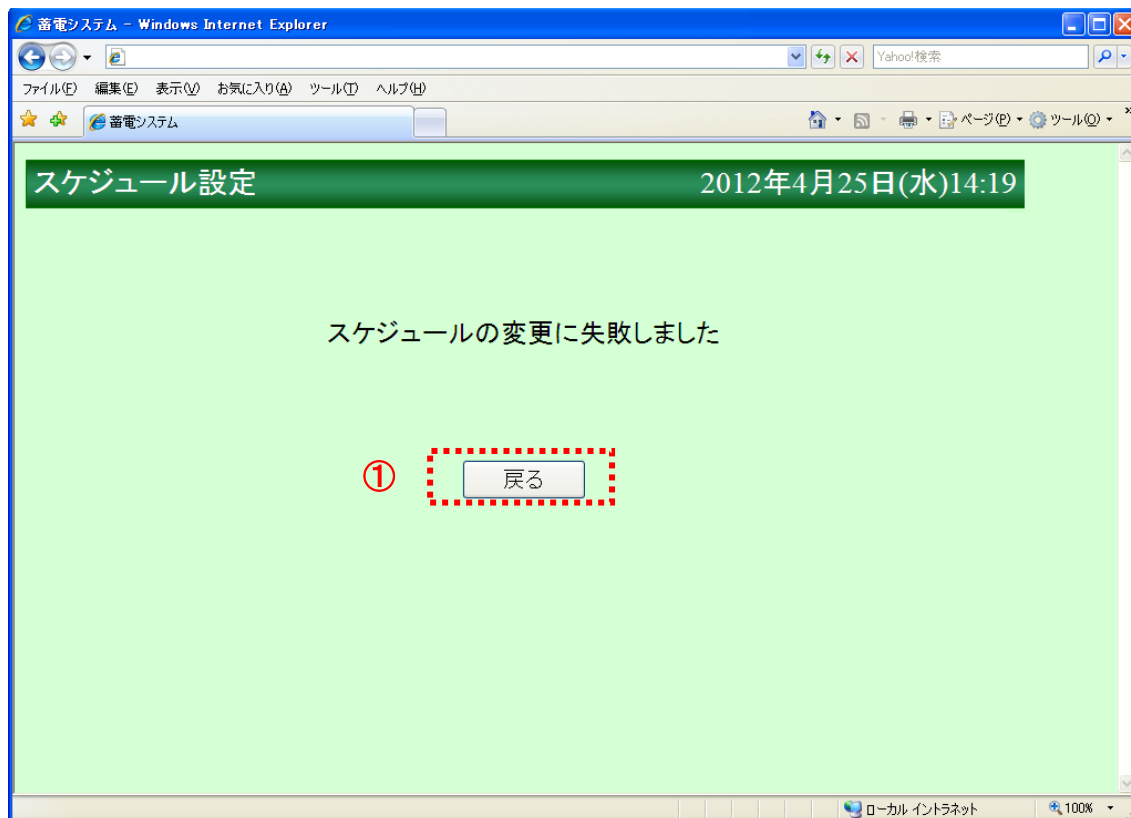 蓄電システム - Windows Internet Explorer
Yahoo!検索
ファイル(F) 編集(E) 表示(V) お気に入り(A) ツール(T) ヘルプ(H)
蓄電システム ページ(P) ツール(O) »
スケジュール設定 2012年4月25日(水)14:19
スケジュールの変更に失敗しました
① 戻る
ローカル イントラネット 100%